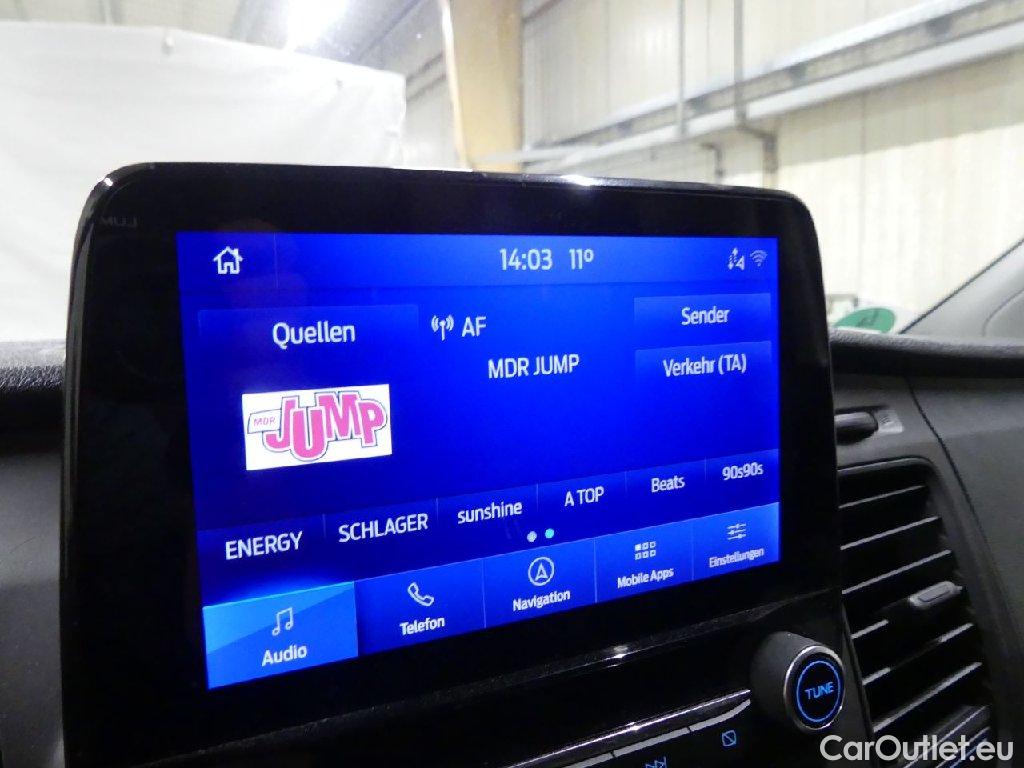 14:03 11°
Quellen
AF
Sender
MDR JUMP
Verkehr (TA)
MDR JUMP
ENERGY SCHLAGER sunshine A TOP Beats 90s90s
Audio Telefon Navigation Mobile Apps Einstellungen
TUNE
CarOutlet.eu